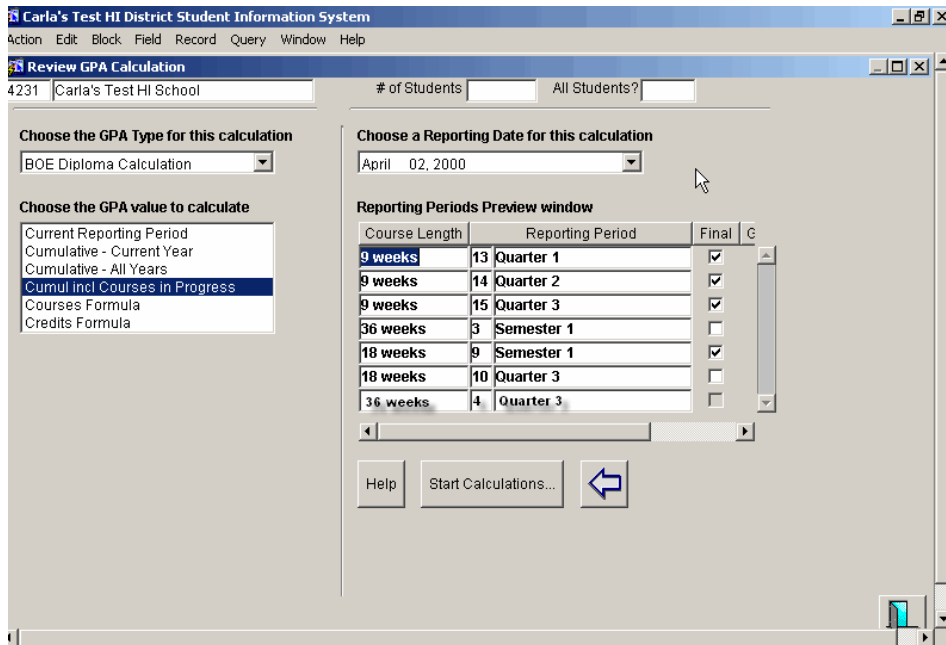 Carla's Test HI District Student Information System
Action Edit Block Field Record Query Window Help
Review GPA Calculation
4231 Carla's Test HI School # of Students All Students?
Choose the GPA Type for this calculation
BOE Diploma Calculation
Choose the GPA value to calculate
Current Reporting Period
Cumulative - Current Year
Cumulative - All Years
Cumul incl Courses in Progress
Courses Formula
Credits Formula
Choose a Reporting Date for this calculation
April 02, 2000
Reporting Periods Preview window
Course Length Reporting Period Final G
9 weeks 13 Quarter 1
9 weeks 14 Quarter 2
9 weeks 15 Quarter 3
36 weeks 3 Semester 1
18 weeks 9 Semester 1
18 weeks 10 Quarter 3
36 weeks 4 Quarter 3
Help Start Calculations...